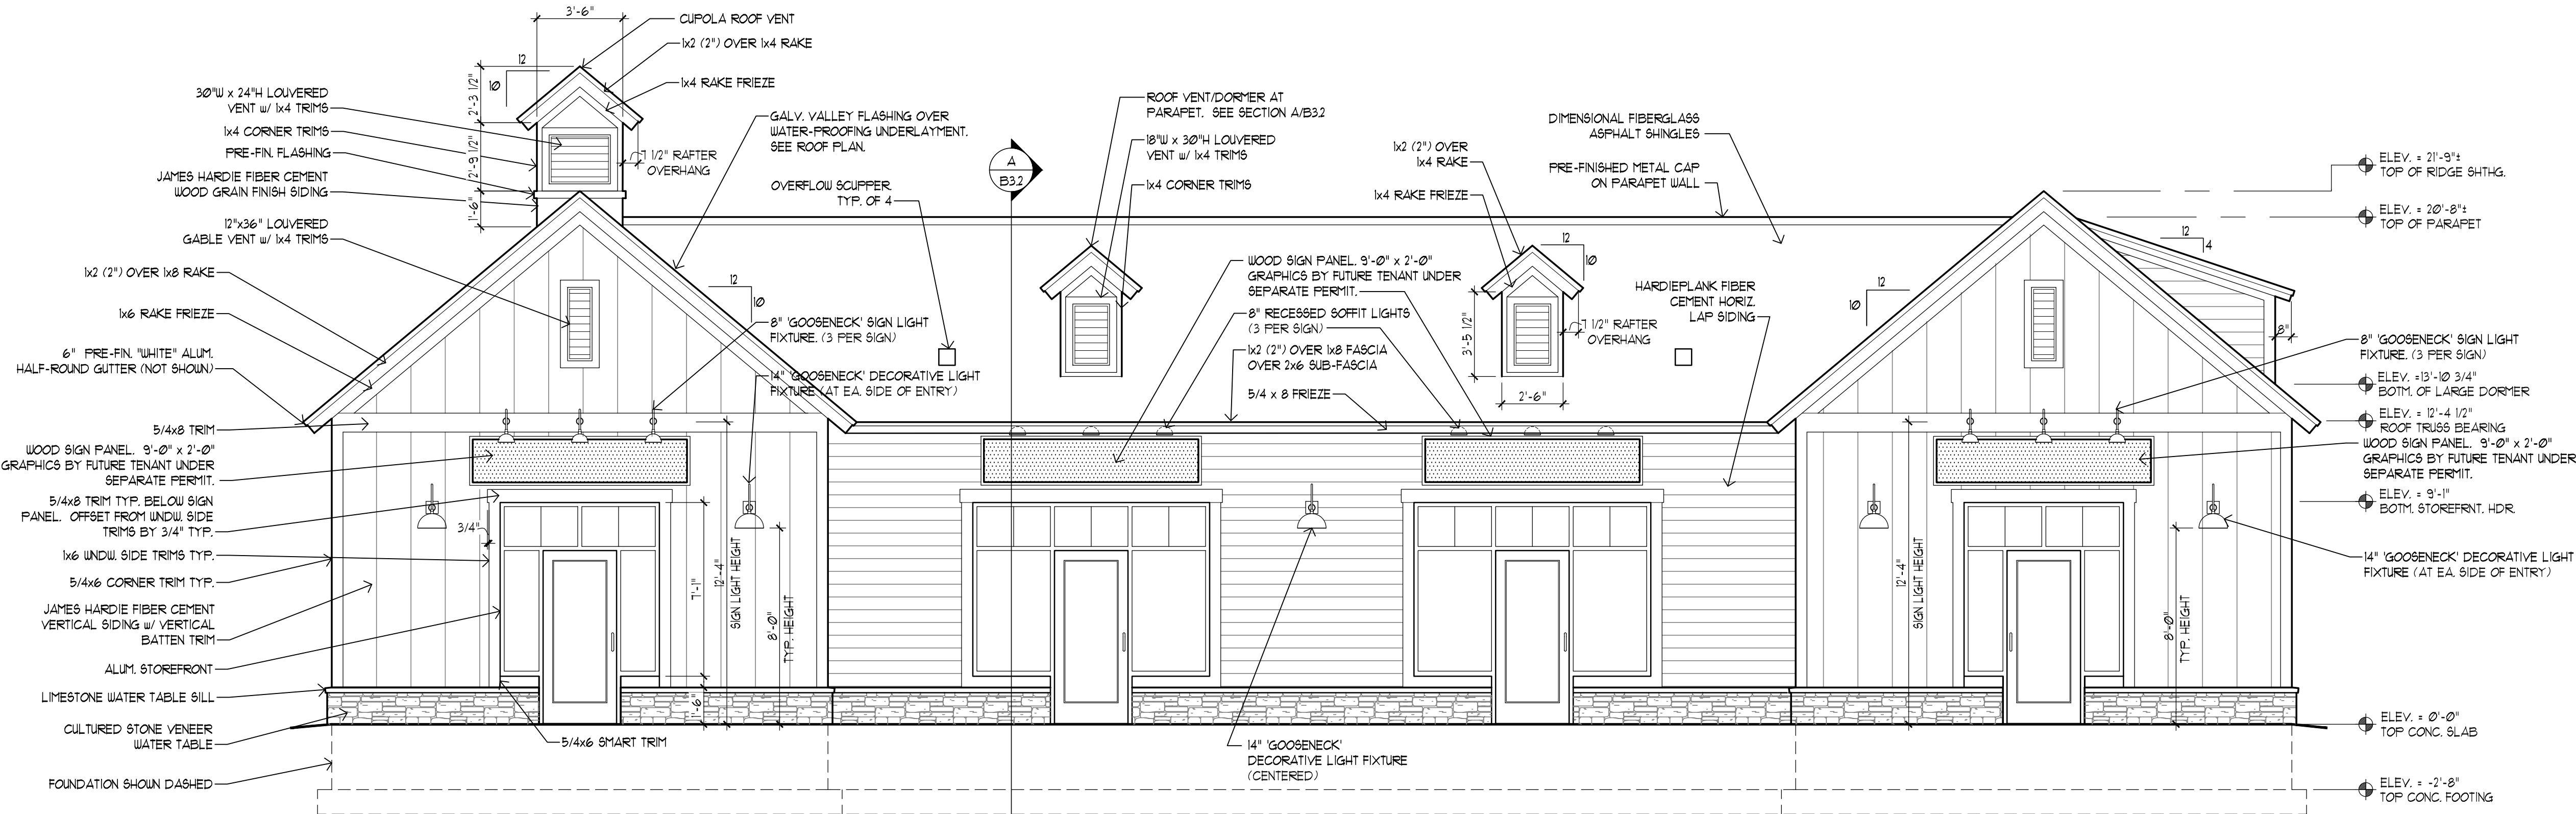 3'-6"
CUPOLA ROOF VENT
1x2 (2") OVER 1x4 RAKE
1x4 RAKE FRIEZE
12
10
2'-3 1/2"
2'-9 1/2"
1'-6"
30"W x 24"H LOUVERED
VENT w/ 1x4 TRIMS
1x4 CORNER TRIMS
PRE-FIN. FLASHING
JAMES HARDIE FIBER CEMENT
WOOD GRAIN FINISH SIDING
12"x36" LOUVERED
GABLE VENT w/ 1x4 TRIMS
1x2 (2") OVER 1x8 RAKE
1x6 RAKE FRIEZE
6" PRE-FIN. "WHITE" ALUM.
HALF-ROUND GUTTER (NOT SHOWN)
5/4x8 TRIM
WOOD SIGN PANEL. 9'-0" x 2'-0"
GRAPHICS BY FUTURE TENANT UNDER
SEPARATE PERMIT.
5/4x8 TRIM TYP. BELOW SIGN
PANEL. OFFSET FROM WNDW. SIDE
TRIMS BY 3/4" TYP.
1x6 WNDW. SIDE TRIMS TYP.
5/4x6 CORNER TRIM TYP.
JAMES HARDIE FIBER CEMENT
VERTICAL SIDING w/ VERTICAL
BATTEN TRIM
ALUM. STOREFRONT
LIMESTONE WATER TABLE SILL
CULTURED STONE VENEER
WATER TABLE
FOUNDATION SHOWN DASHED
7 1/2" RAFTER
OVERHANG
GALV. VALLEY FLASHING OVER
WATER-PROOFING UNDERLAYMENT.
SEE ROOF PLAN.
OVERFLOW SCUPPER.
TYP. OF 4
12
10
8" 'GOOSENECK' SIGN LIGHT
FIXTURE. (3 PER SIGN)
14" 'GOOSENECK' DECORATIVE LIGHT
FIXTURE (AT EA. SIDE OF ENTRY)
3/4"
7'-1"
1'-6"
12'-4"
SIGN LIGHT HEIGHT
8'-0"
TYP. HEIGHT
5/4x6 SMART TRIM
A
B3.2
ROOF VENT/DORMER AT
PARAPET. SEE SECTION A/B3.2
18"W x 30"H LOUVERED
VENT w/ 1x4 TRIMS
1x4 CORNER TRIMS
WOOD SIGN PANEL. 9'-0" x 2'-0"
GRAPHICS BY FUTURE TENANT UNDER
SEPARATE PERMIT.
8" RECESSED SOFFIT LIGHTS
(3 PER SIGN)
1x2 (2") OVER 1x8 FASCIA
OVER 2x6 SUB-FASCIA
5/4 x 8 FRIEZE
14" 'GOOSENECK'
DECORATIVE LIGHT FIXTURE
(CENTERED)
1x2 (2") OVER
1x4 RAKE
1x4 RAKE FRIEZE
12
10
7 1/2" RAFTER
OVERHANG
3'-5 1/2"
2'-6"
DIMENSIONAL FIBERGLASS
ASPHALT SHINGLES
PRE-FINISHED METAL CAP
ON PARAPET WALL
HARDIEPLANK FIBER
CEMENT HORIZ.
LAP SIDING
12
10
12
4
8"
12'-4"
SIGN LIGHT HEIGHT
8'-0"
TYP. HEIGHT
ELEV. = 21'-9"±
TOP OF RIDGE SHTHG.
ELEV. = 20'-8"±
TOP OF PARAPET
8" 'GOOSENECK' SIGN LIGHT
FIXTURE. (3 PER SIGN)
ELEV. =13'-10 3/4"
BOTM. OF LARGE DORMER
ELEV. = 12'-4 1/2"
ROOF TRUSS BEARING
WOOD SIGN PANEL. 9'-0" x 2'-0"
GRAPHICS BY FUTURE TENANT UNDER
SEPARATE PERMIT.
ELEV. = 9'-1"
BOTM. STOREFRNT. HDR.
14" 'GOOSENECK' DECORATIVE LIGHT
FIXTURE (AT EA. SIDE OF ENTRY)
ELEV. = 0'-0"
TOP CONC. SLAB
ELEV. = -2'-8"
TOP CONC. FOOTING